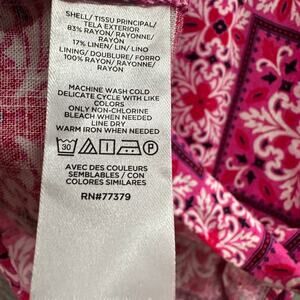 SHELL/ TISSU PRINCIPAL/
TELA EXTERIOR
83% RAYON/ RAYONNE/
RAYÓN
17% LINEN/ LIN/ LINO
LINING/ DOUBLURE/ FORRO
100% RAYON/ RAYONNE/
RAYÓN
MACHINE WASH COLD
DELICATE CYCLE WITH LIKE
COLORS
ONLY NON-CHLORINE
BLEACH WHEN NEEDED
LINE DRY
WARM IRON WHEN NEEDED
30 P
AVEC DES COULEURS
SEMBLABLES / CON
COLORES SIMILARES
RN#77379